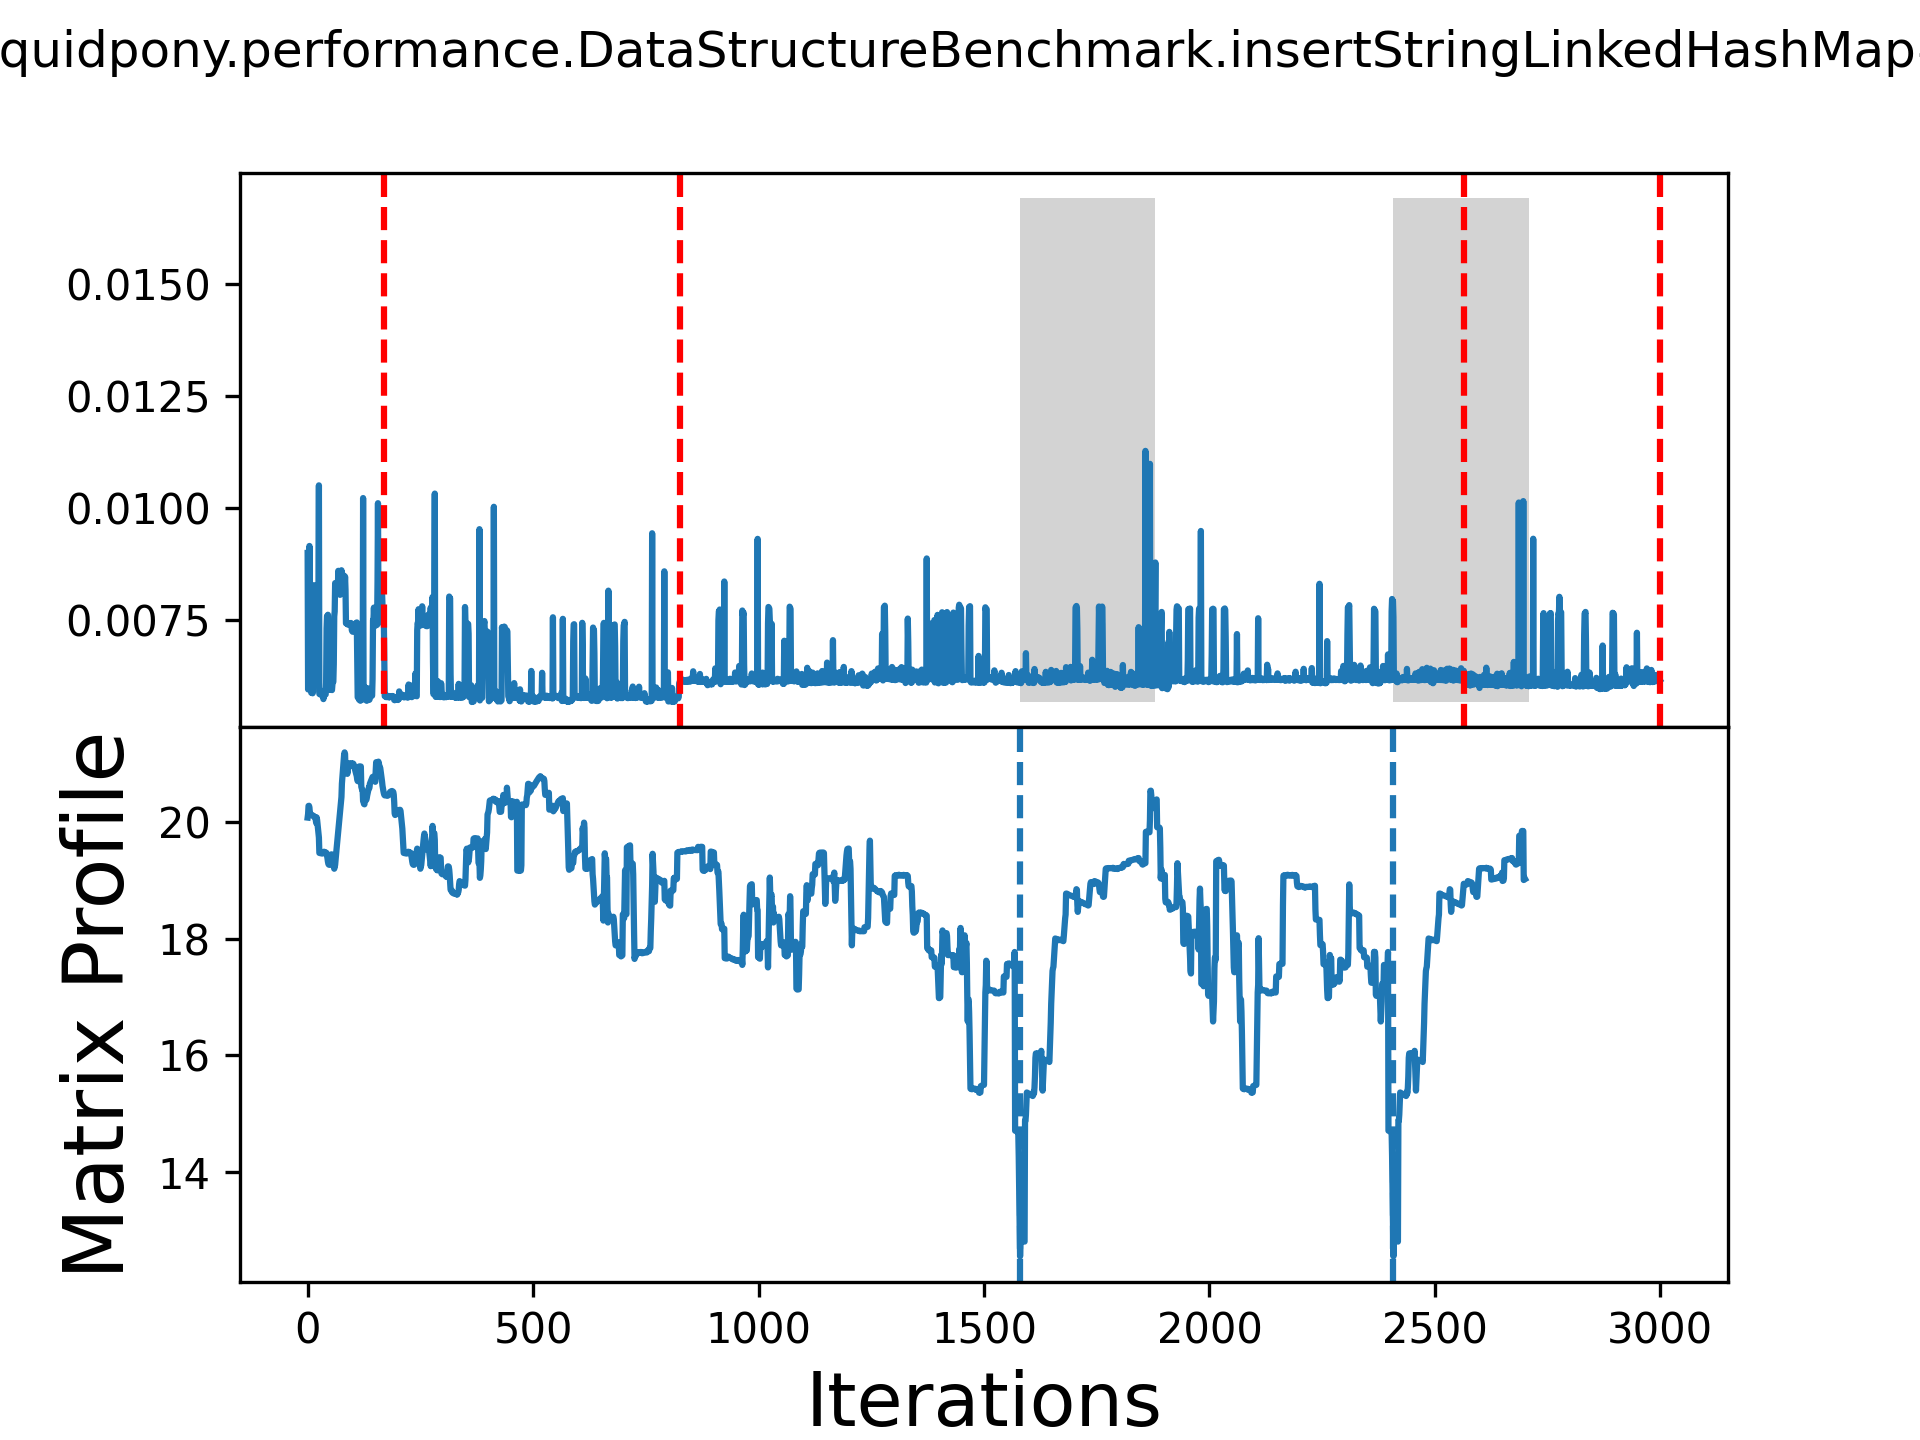 quidpony.performance.DataStructureBenchmark.insertStringLinkedHashMap
0.0150
0.0125
0.0100
0.0075
Matrix Profile
20
18
16
14
0 500 1000 1500 2000 2500 3000
Iterations